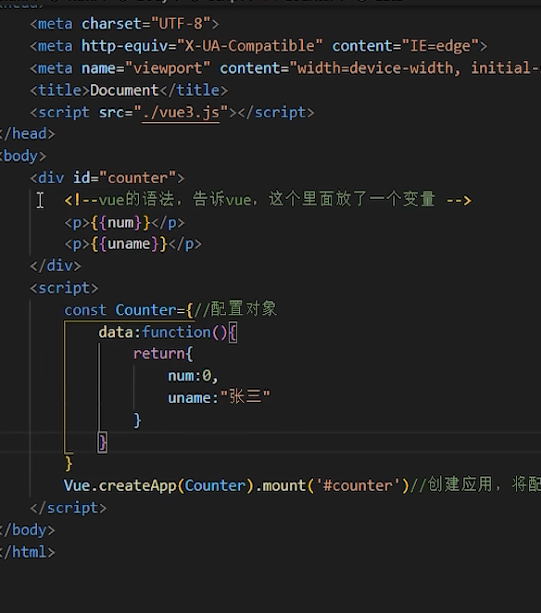 <meta charset="UTF-8">
<meta http-equiv="X-UA-Compatible" content="IE=edge">
<meta name="viewport" content="width=device-width, initial-
<title>Document</title>
<script src="./vue3.js"></script>
</head>
<body>
<div id="counter">
<!--vue的语法，告诉vue，这个里面放了一个变量 -->
<p>{{num}}</p>
<p>{{uname}}</p>
</div>
<script>
const Counter={//配置对象
data:function(){
return{
num:0,
uname:"张三"
}
}
}
Vue.createApp(Counter).mount('#counter')//创建应用，将配
</script>
</body>
</html>